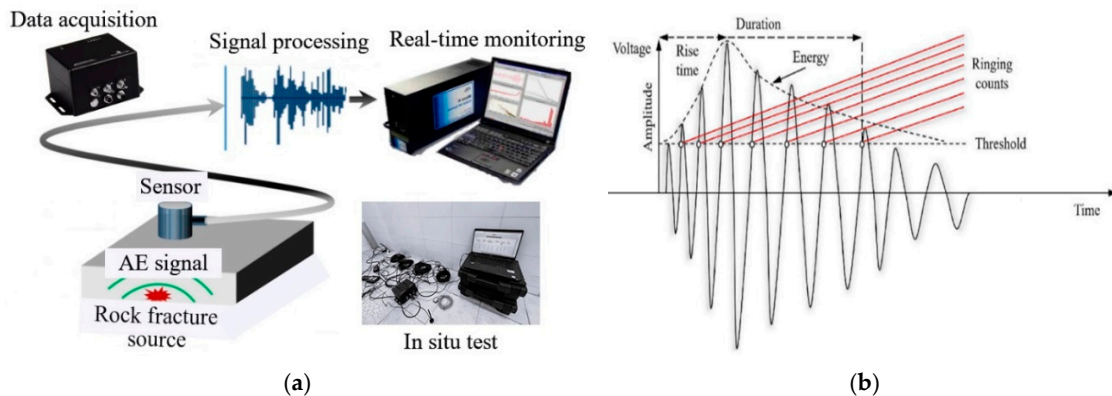 Data acquisition
Signal processing
Real-time monitoring
Sensor
AE signal
Rock fracture
source
In situ test
(a)
Duration
Voltage
Rise
time
Energy
Ringing
counts
Amplitude
Threshold
Time
(b)